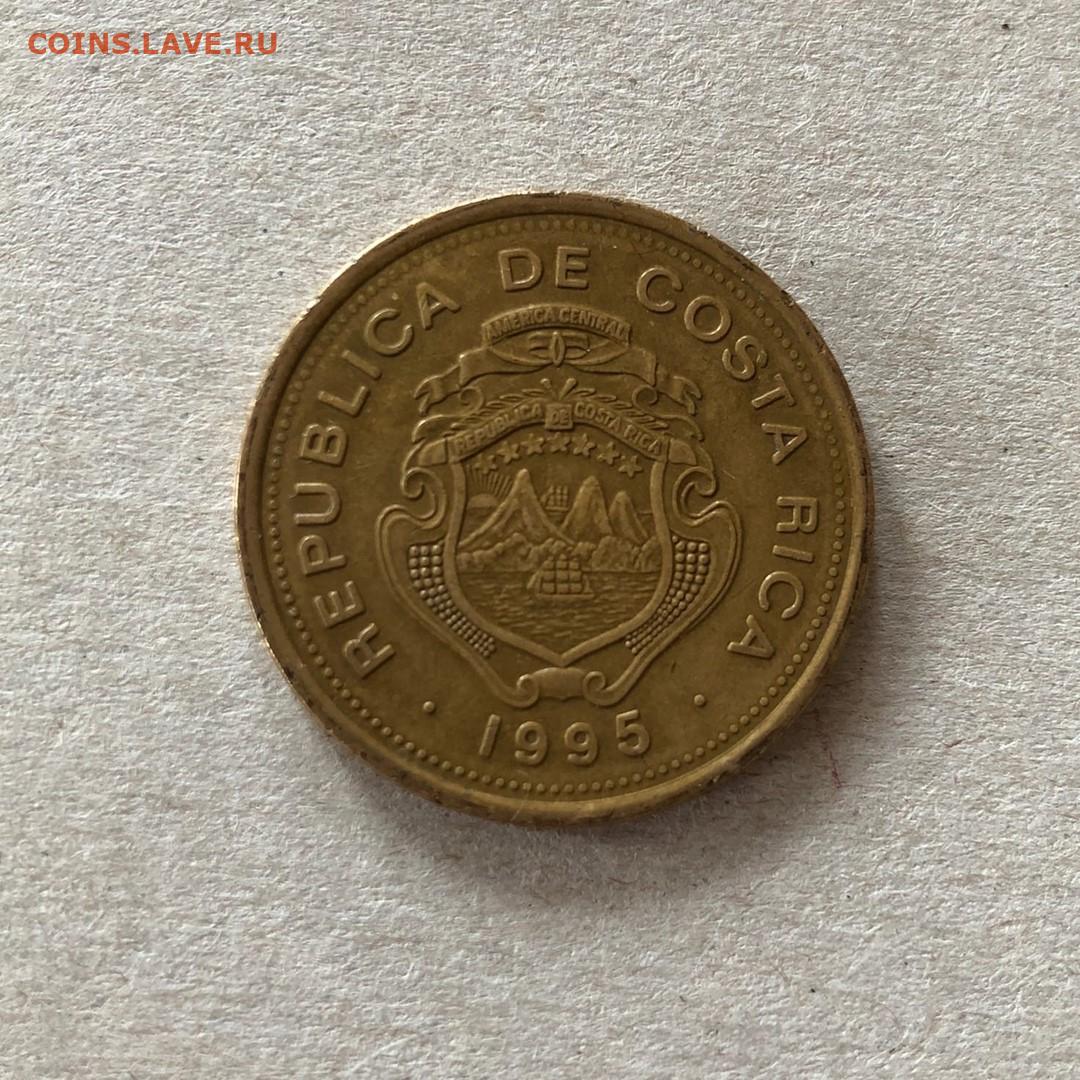 COINS.LAVE.RU
REPUBLICA DE COSTA RICA
AMERICA CENTRAL
REPUBLICA DE COSTA RICA
· 1995 ·